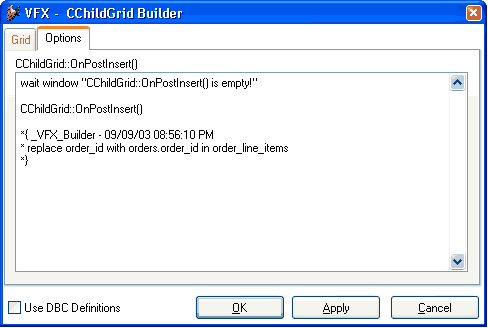 VFX - CChildGrid Builder
Grid Options
CChildGrid::OnPostInsert()
wait window "CChildGrid::OnPostInsert() is empty!"
CChildGrid::OnPostInsert()
*{ _VFX_Builder - 09/09/03 08:56:10 PM
* replace order_id with orders.order_id in order_line_items
*}
Use DBC Definitions OK Apply Cancel